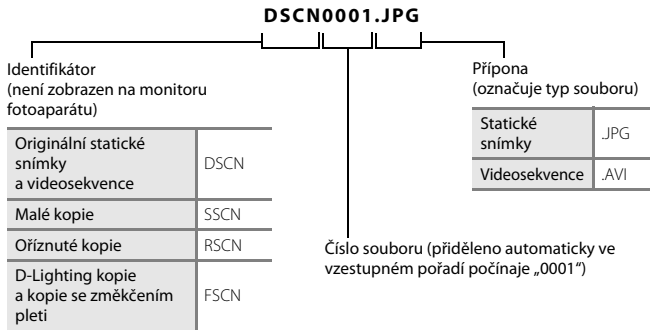 DSCN0001.JPG
Identifikátor
(není zobrazen na monitoru
fotoaparátu)
Originální statické
snímky
a videosekvence
DSCN
Malé kopie
SSCN
Oříznuté kopie
RSCN
D-Lighting kopie
a kopie se změkčením
pleti
FSCN
Číslo souboru (přiděleno automaticky ve
vzestupném pořadí počínaje „0001“)
Přípona
(označuje typ souboru)
Statické
snímky
.JPG
Videosekvence
.AVI